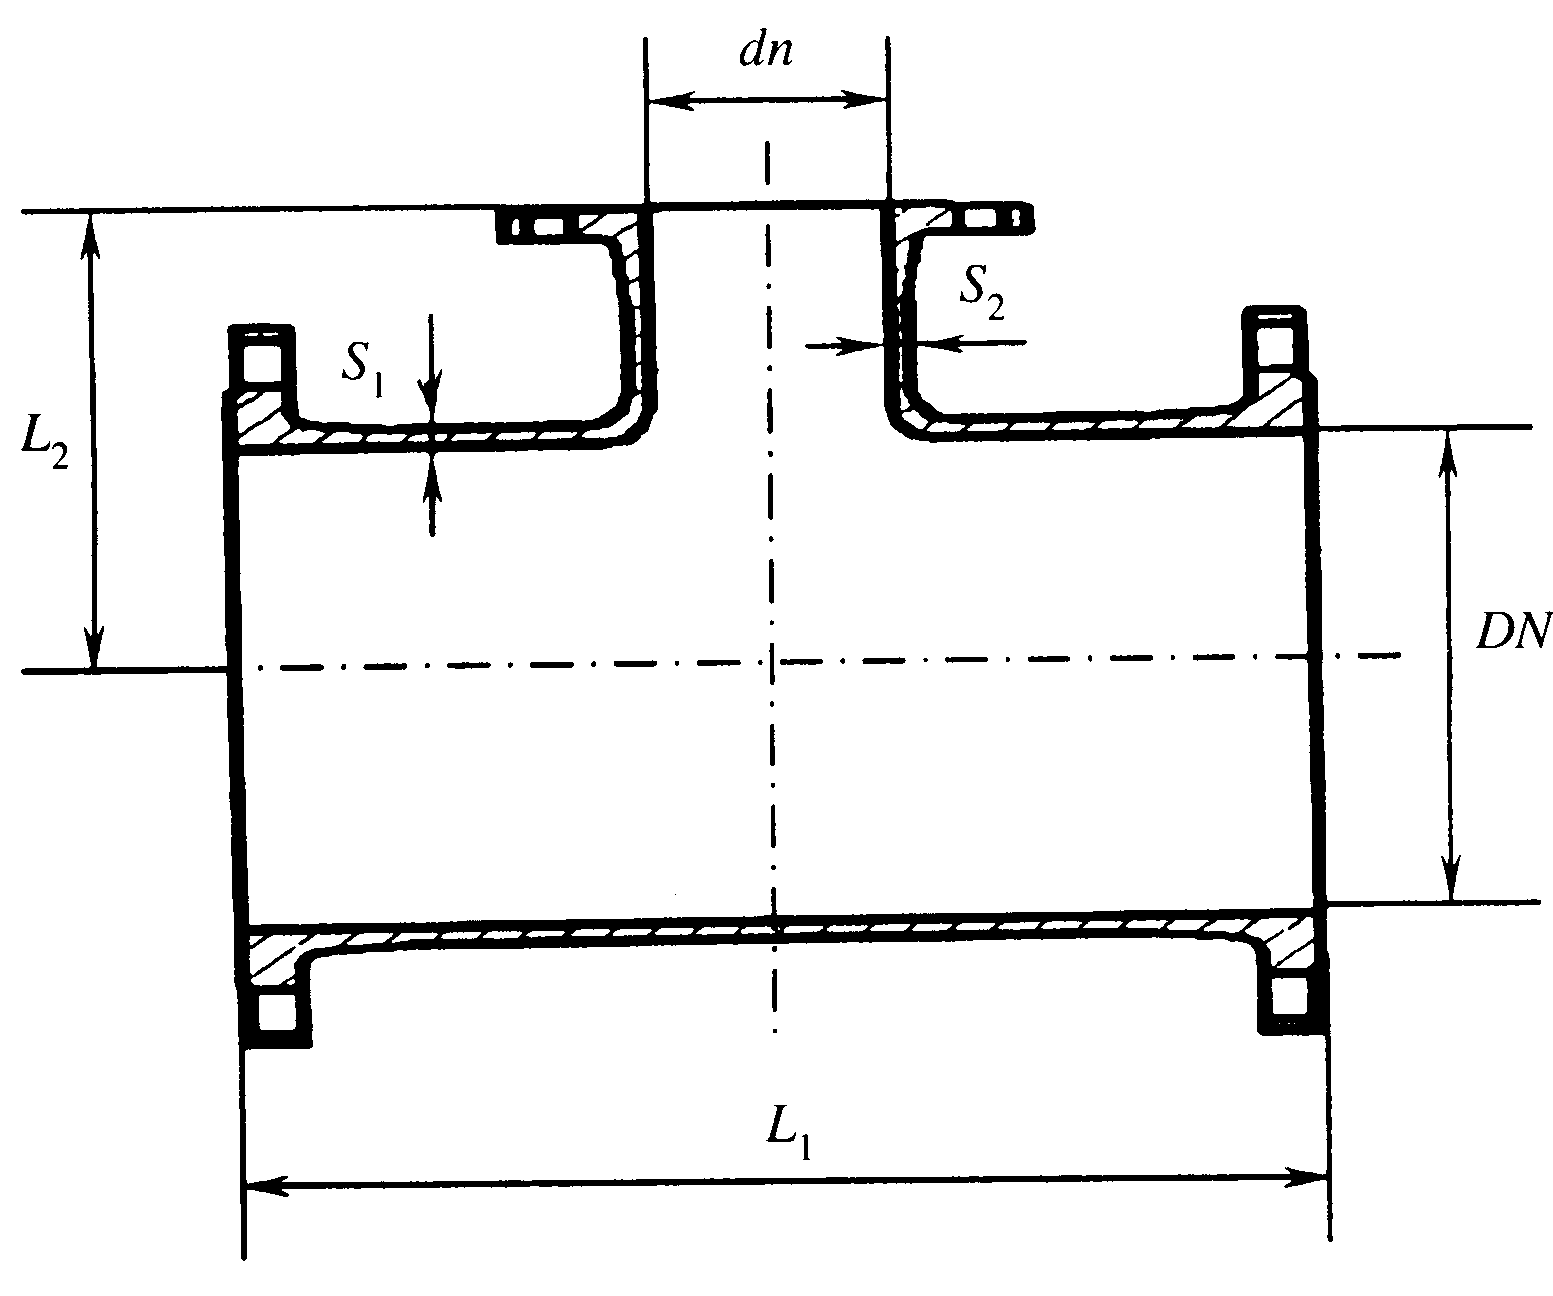 dn
S₂
S₁
L₂
DN
L₁